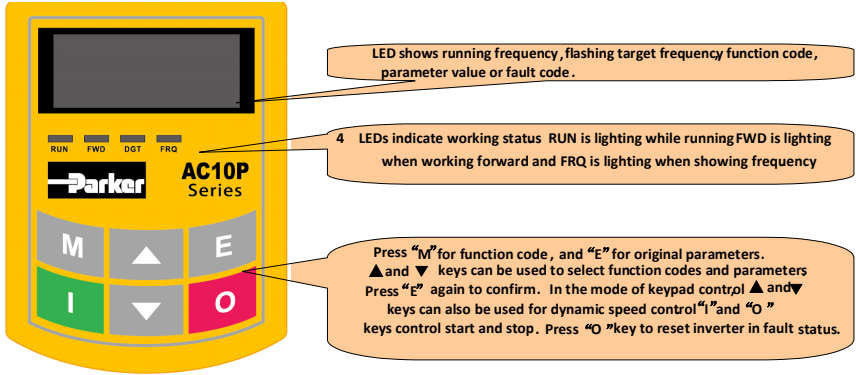 LED shows running frequency, flashing target frequency, function code,
parameter value or fault code.
RUN FWD DGT FRQ
4 LEDs indicate working status RUN is lighting while running. FWD is lighting
when working forward and FRQ is lighting when showing frequency
Parker
AC10P
Series
M ▲ E
I ▼ O
Press “M” for function code, and “E” for original parameters.
▲ and ▼ keys can be used to select function codes and parameters
Press “E” again to confirm. In the mode of keypad control, ▲ and ▼
keys can also be used for dynamic speed control “I” and “O”
keys control start and stop. Press “O” key to reset inverter in fault status.